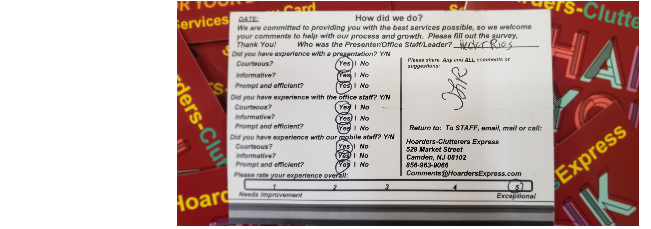 DATE:
How did we do?
We are committed to providing you with the best services possible, so we welcome
your comments to help with our process and growth. Please fill out the survey,
Thank You! Who was the Presenter/Office Staff/Leader?
Did you have experience with a presentation? Y/N
Courteous? Yes I No
Informative? Yes I No
Prompt and efficient? Yes I No
Did you have experience with the office staff? Y/N
Courteous? Yes I No
Informative? Yes I No
Prompt and efficient? Yes I No
Did you have experience with our mobile staff? Y/N
Courteous? Yes I No
Informative? Yes I No
Prompt and efficient? Yes I No
Please rate your experience overall:
1 2 3 4 5
Needs Improvement Exceptional
Please share Any and ALL comments or
suggestions:
Return to: To STAFF, email, mail or call:
Hoarders-Clutterers Express
529 Market Street
Camden, NJ 08102
Comments@HoardersExpress.com
Services
Card
Hoarders-Clutte
Express